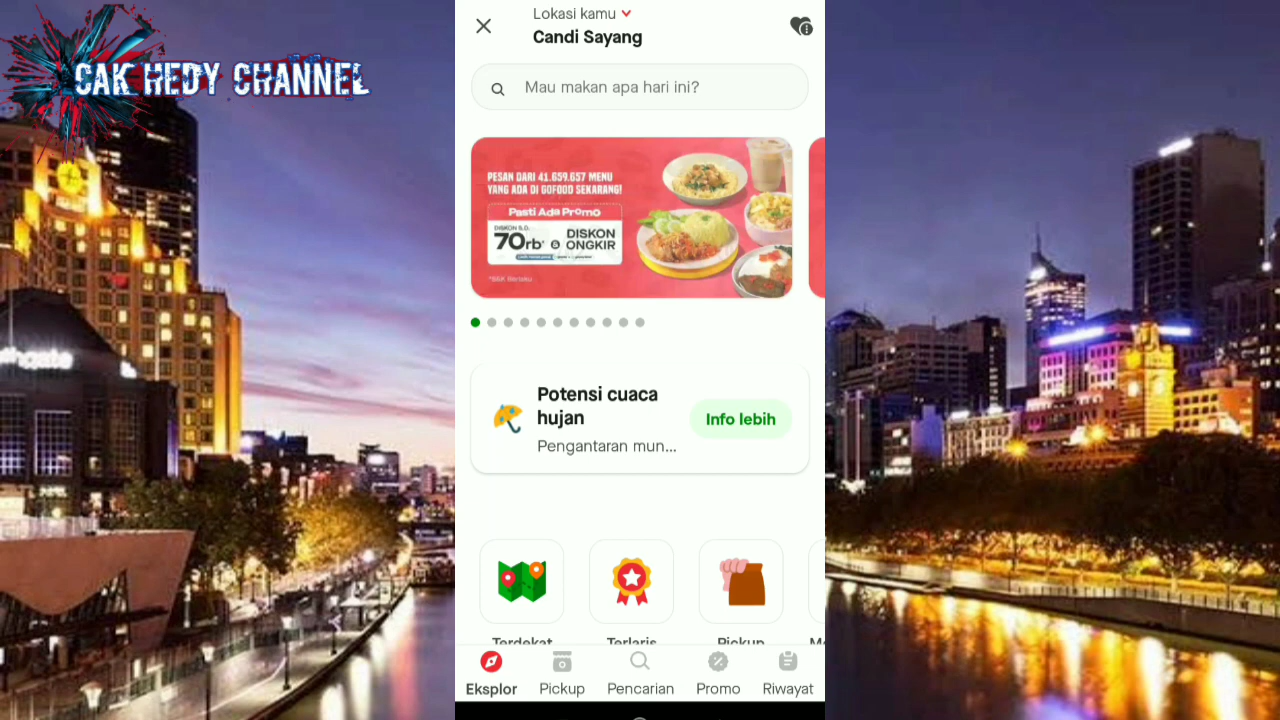 CAK HEDY CHANNEL
Lokasi kamu
Candi Sayang
Mau makan apa hari ini?
PESAN DARI 41.659.657 MENU
YANG ADA DI GOFOOD SEKARANG!
Pasti Ada Promo
DISKON S.D.
70rb* & DISKON
ONGKIR
*S&K Berlaku
Potensi cuaca
hujan
Info lebih
Pengantaran mun...
Terdekat
Terlaris
Pickup
Eksplor
Pickup
Pencarian
Promo
Riwayat